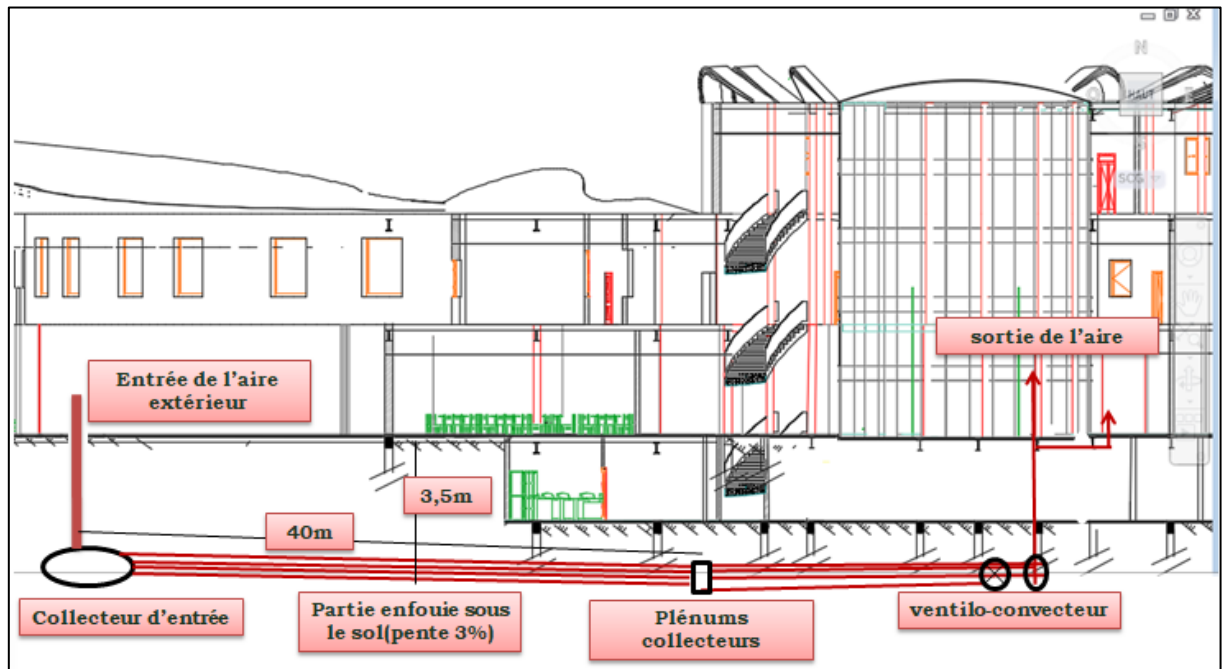 N
HAUT
SCG
sortie de l’aire
Entrée de l’aire
extérieur
3,5m
40m
Collecteur d’entrée
Partie enfouie sous
le sol(pente 3%)
Plénums
collecteurs
ventilo-convecteur